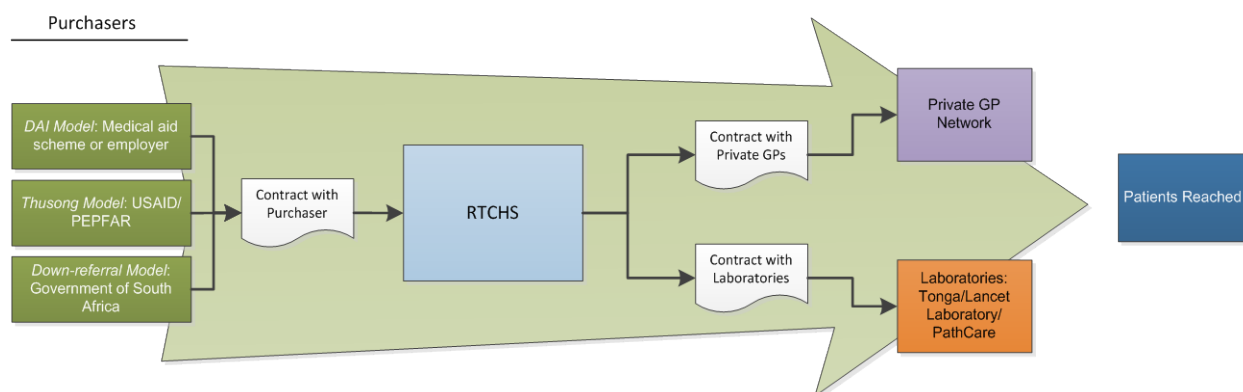 Purchasers
DAI Model: Medical aid
scheme or employer
Thusong Model: USAID/
PEPFAR
Down-referral Model:
Government of South
Africa
Contract with
Purchaser
RTCHS
Contract with
Private GPs
Contract with
Laboratories
Private GP
Network
Laboratories:
Tonga/Lancet
Laboratory/
PathCare
Patients Reached